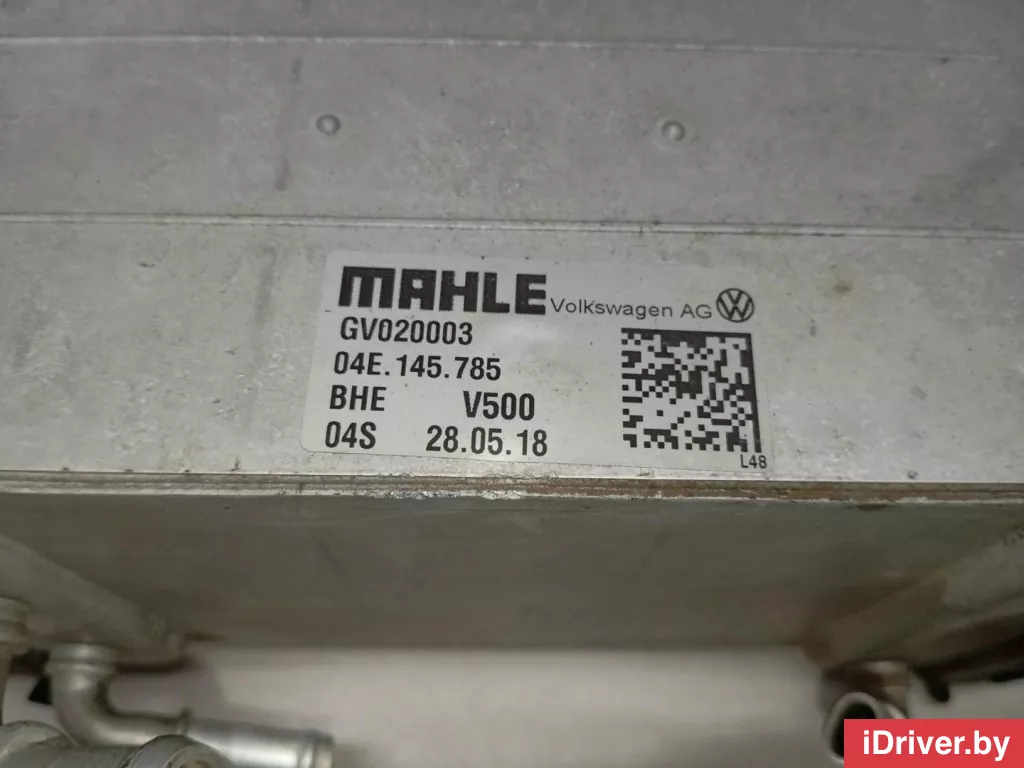 MAHLE Volkswagen AG
GV020003
04E.145.785
BHE V500
04S 28.05.18
L48
iDriver.by